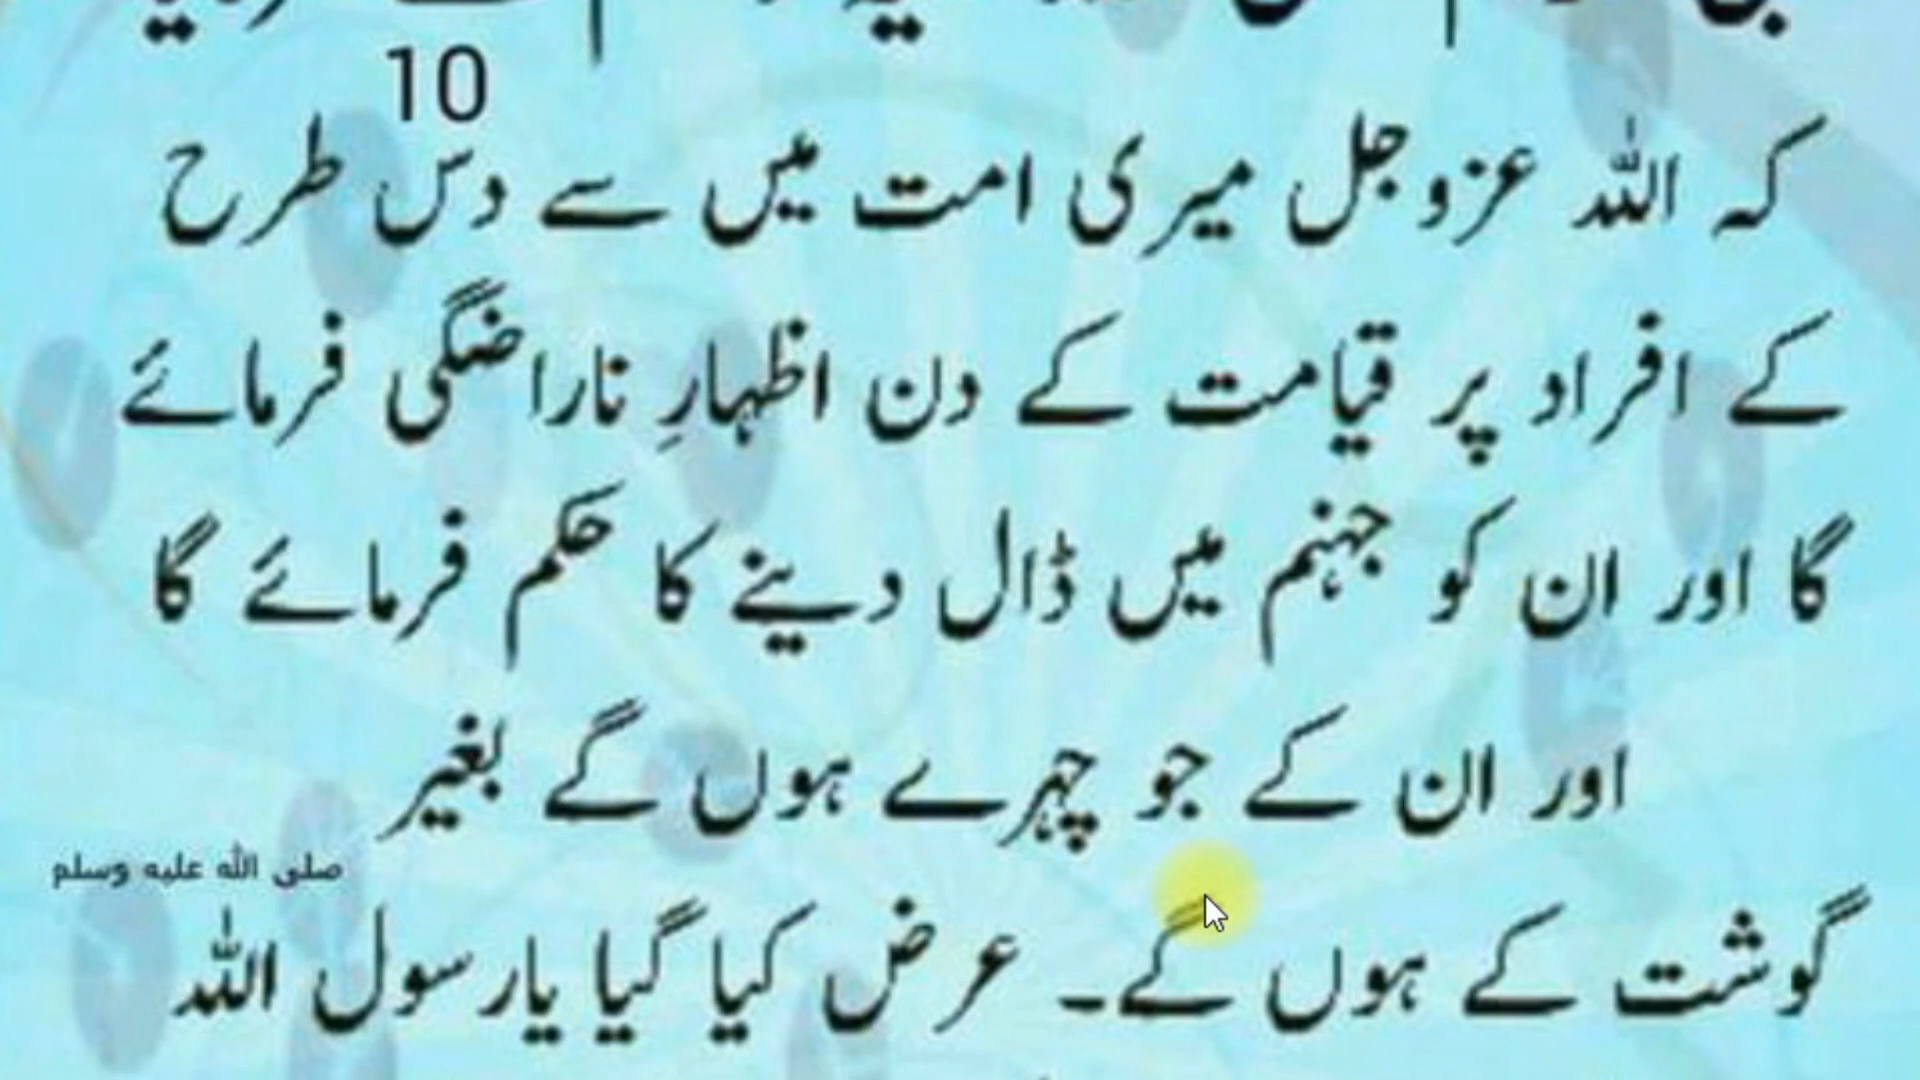 10
کہ اللہ عزوجل میری امت میں سے دس طرح
کے افراد پر قیامت کے دن اظہارِ ناراضگی فرمائے
گا اور ان کو جہنم میں ڈال دینے کا حکم فرمائے گا
اور ان کے جو چہرے ہوں گے بغیر
صلی الله علیه وسلم
گوشت کے ہوں گے۔ عرض کیا گیا یارسول اللہ